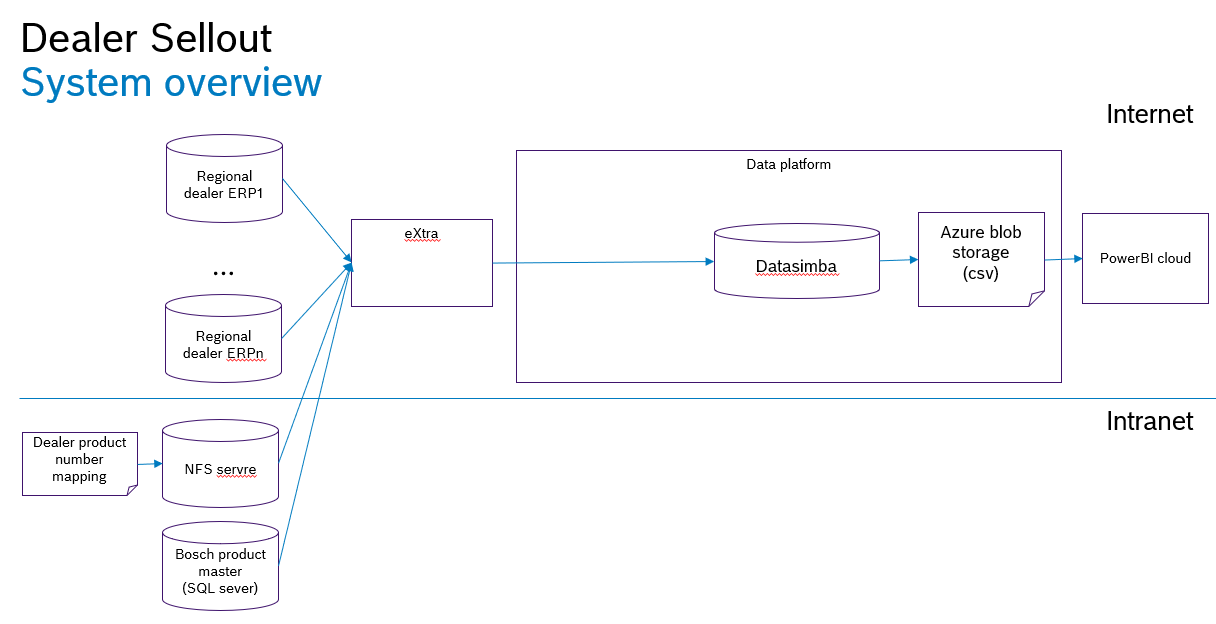 Dealer Sellout
System overview
Internet
Regional
dealer ERP1
...
Regional
dealer ERPn
eXtra
Data platform
Datasimba
Azure blob
storage
(csv)
PowerBI cloud
Intranet
Dealer product
number
mapping
NFS servre
Bosch product
master
(SQL sever)